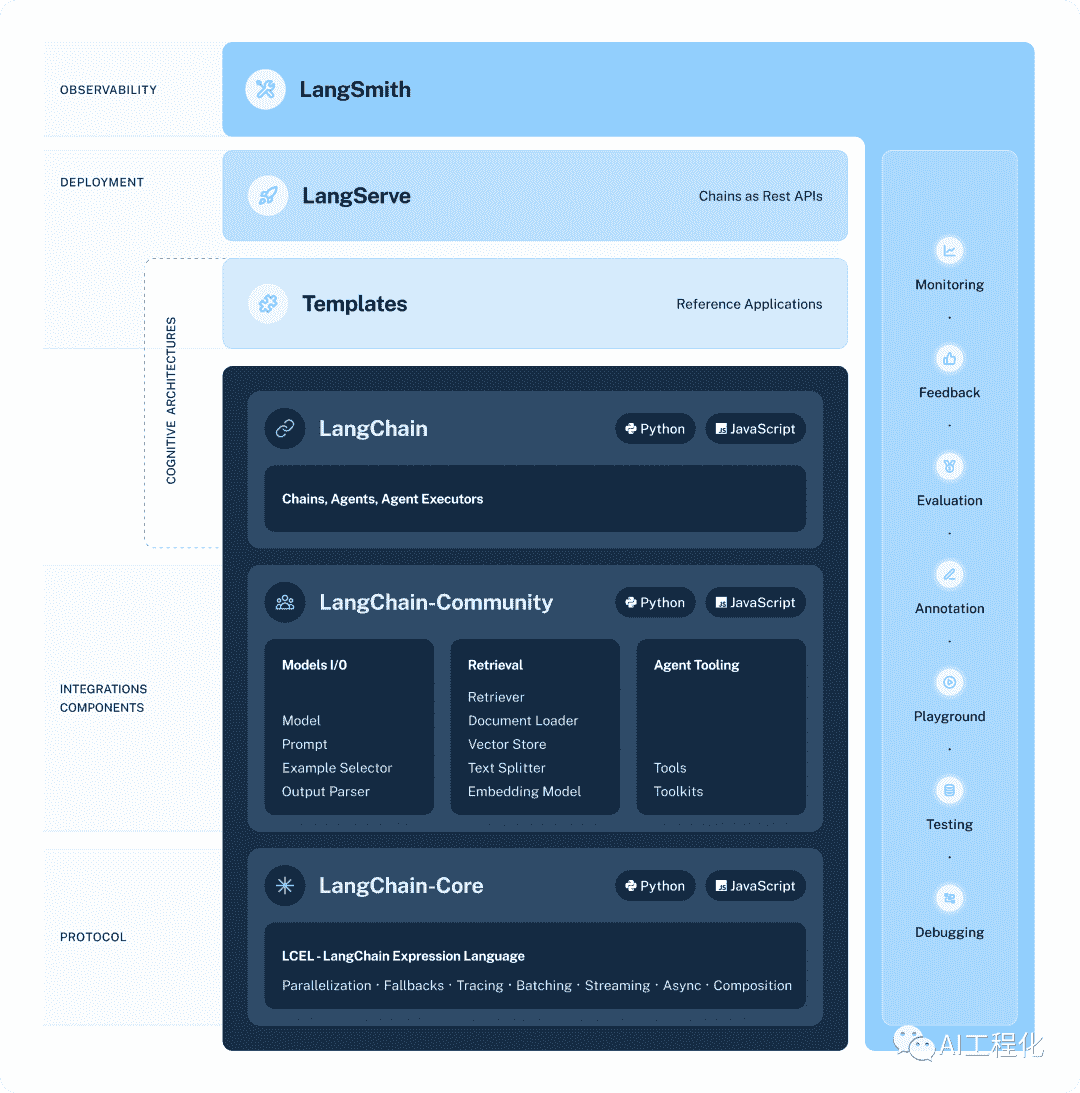 OBSERVABILITY
LangSmith
DEPLOYMENT
LangServe
Chains as Rest APIs
Templates
Reference Applications
COGNITIVE ARCHITECTURES
LangChain
Python
JavaScript
Chains, Agents, Agent Executors
INTEGRATIONS
COMPONENTS
LangChain-Community
Python
JavaScript
Models I/O
Model
Prompt
Example Selector
Output Parser
Retrieval
Retriever
Document Loader
Vector Store
Text Splitter
Embedding Model
Agent Tooling
Tools
Toolkits
PROTOCOL
LangChain-Core
Python
JavaScript
LCEL - LangChain Expression Language
Parallelization · Fallbacks · Tracing · Batching · Streaming · Async · Composition
Monitoring
Feedback
Evaluation
Annotation
Playground
Testing
Debugging
AI工程化